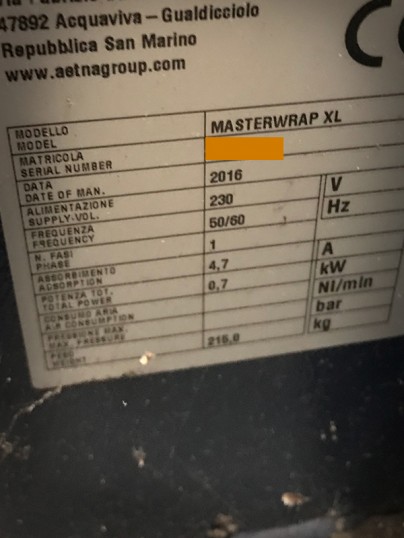 47892 Acquaviva – Gualdicciolo
Repubblica San Marino
www.aetnagroup.com
CE
MODELLO
MODEL
MASTERWRAP XL
MATRICOLA
SERIAL NUMBER
DATA
DATE OF MAN.
2016
ALIMENTAZIONE
SUPPLY-VOL.
230 V
FREQUENZA
FREQUENCY
50/60 Hz
N. FASI
PHASE
1
ASSORBIMENTO
ADSORPTION
4,7 A
POTENZA TOT.
TOTAL POWER
0,7 kW
CONSUMO ARIA
AIR CONSUMPTION
Nl/min
PRESSIONE MAX.
MAX. PRESSURE
bar
PESO
WEIGHT
215,0 kg